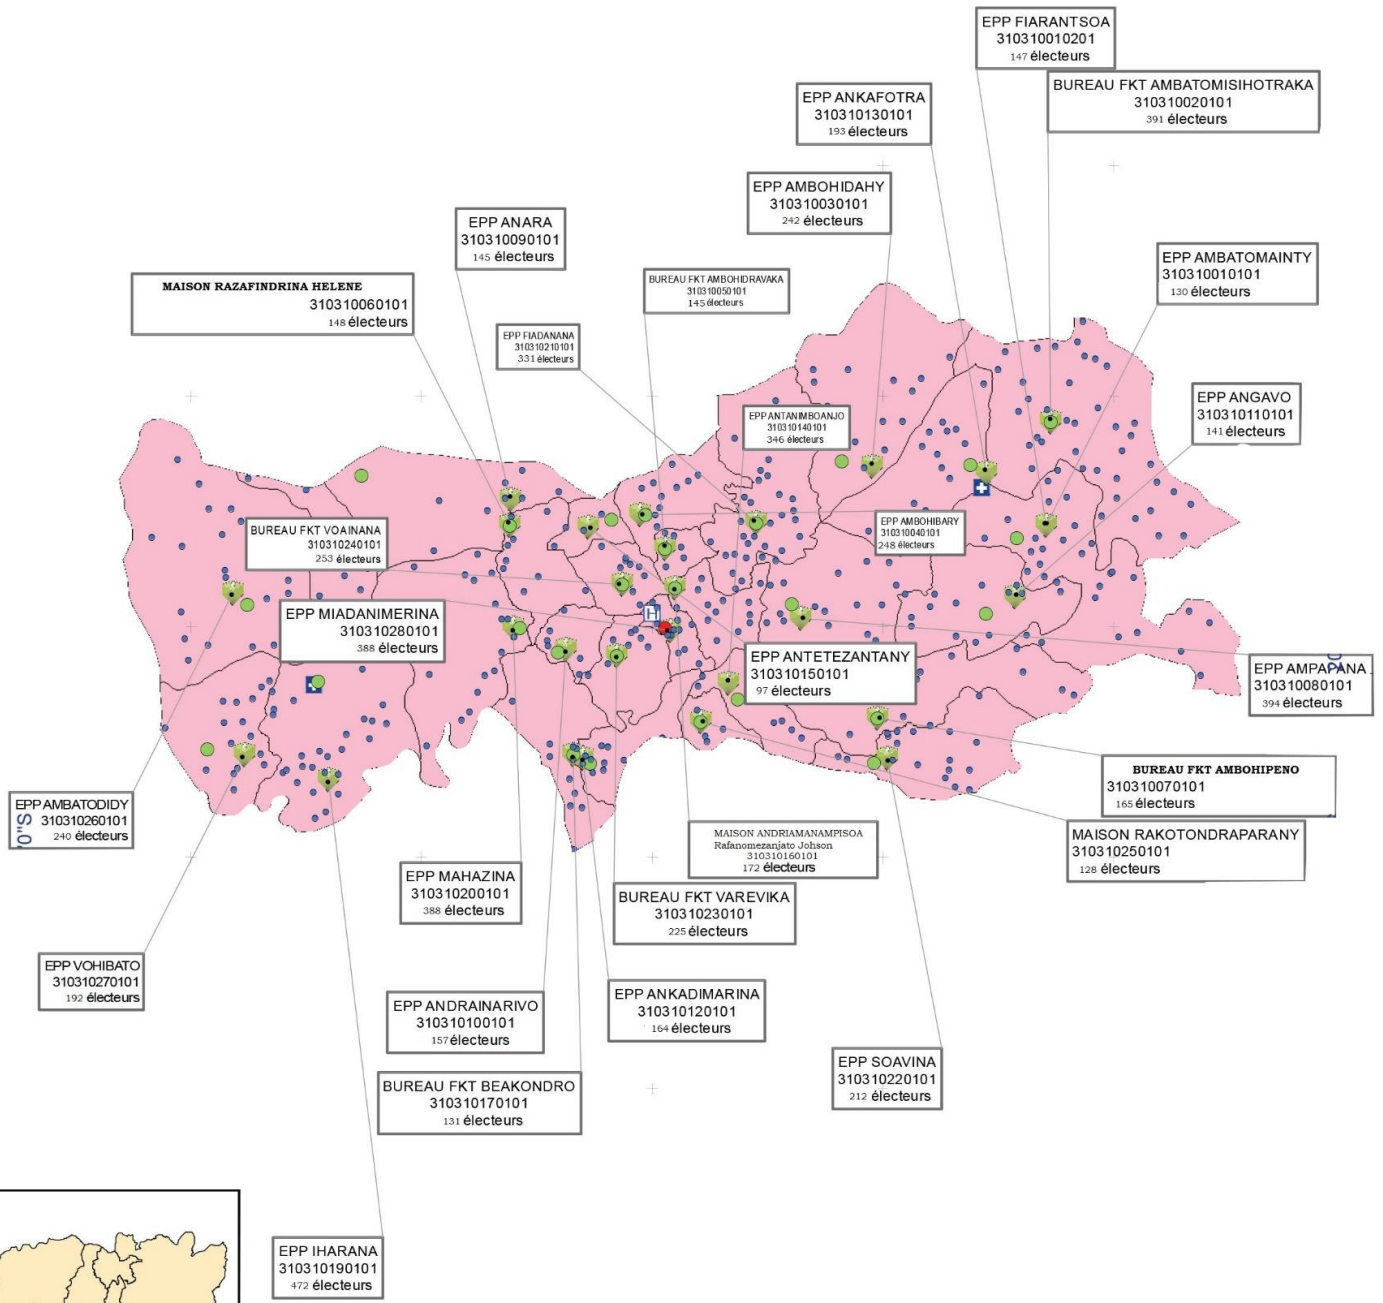 EPP FIARANTSOA
310310010201
147 électeurs
BUREAU FKT AMBATOMISIHOTRAKA
310310020101
391 électeurs
EPP ANKAFOTRA
310310130101
193 électeurs
EPP AMBOHIDAHY
310310030101
242 électeurs
EPP ANARA
310310090101
145 électeurs
EPP AMBATOMAINTY
310310010101
130 électeurs
BUREAU FKT AMBOHIDRAVAKA
310310050101
145 électeurs
MAISON RAZAFINDRINA HELENE
310310060101
148 électeurs
EPP FIADANANA
310310210101
331 électeurs
EPP ANGAVO
310310110101
141 électeurs
EPP ANTANIMBOANJO
310310140101
346 électeurs
EPP AMBOHIBARY
310310040101
248 électeurs
BUREAU FKT VOAINANA
310310240101
253 électeurs
EPP MIADANIMERINA
310310280101
388 électeurs
H
EPP ANTETEZANTANY
310310150101
97 électeurs
EPP AMPAPANA
310310080101
394 électeurs
BUREAU FKT AMBOHIPENO
310310070101
165 électeurs
EPP AMBATODIDY
310310260101
240 électeurs
0"S
MAISON ANDRIAMANAMPISOA
Rafanomezanjato Johson
310310160101
172 électeurs
MAISON RAKOTONDRAPARANY
310310250101
128 électeurs
EPP MAHAZINA
310310200101
388 électeurs
BUREAU FKT VAREVIKA
310310230101
225 électeurs
EPP VOHIBATO
310310270101
192 électeurs
EPP ANDRAINARIVO
310310100101
157 électeurs
EPP ANKADIMARINA
310310120101
164 électeurs
EPP SOAVINA
310310220101
212 électeurs
BUREAU FKT BEAKONDRO
310310170101
131 électeurs
EPP IHARANA
310310190101
472 électeurs